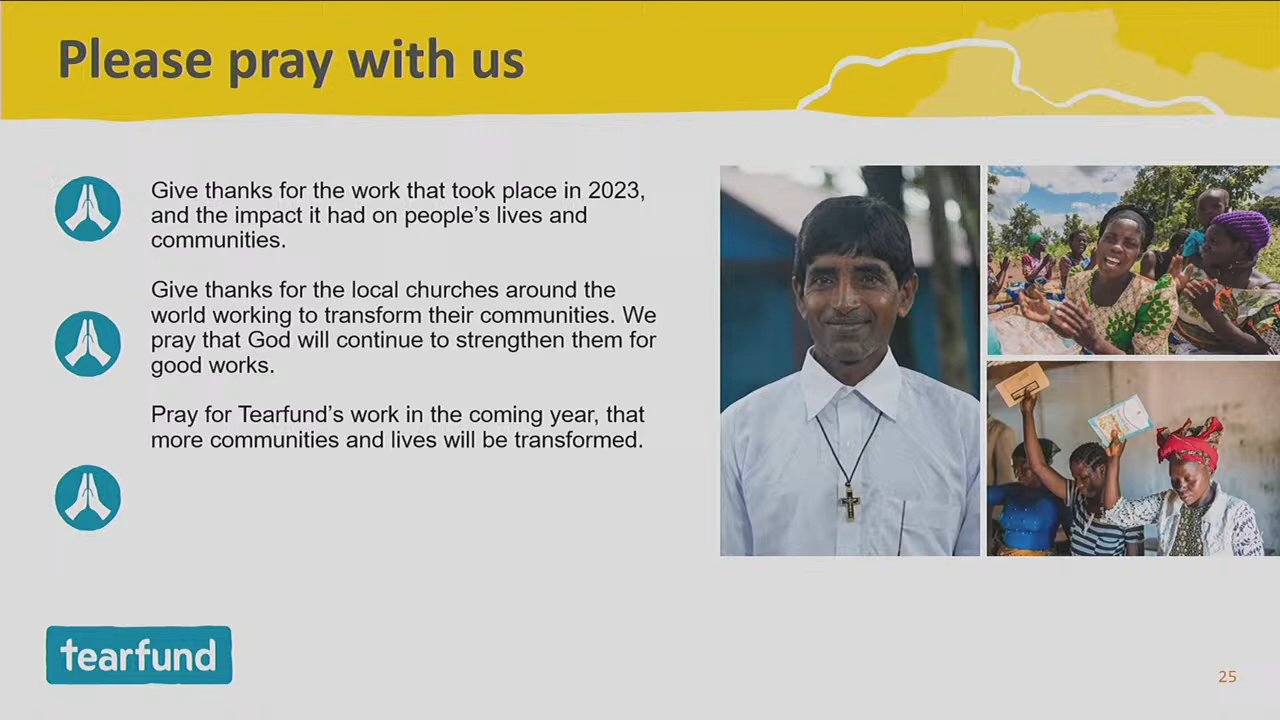 Please pray with us
Give thanks for the work that took place in 2023,
and the impact it had on people's lives and
communities.
Give thanks for the local churches around the
world working to transform their communities. We
pray that God will continue to strengthen them for
good works.
Pray for Tearfund's work in the coming year, that
more communities and lives will be transformed.
tearfund
25